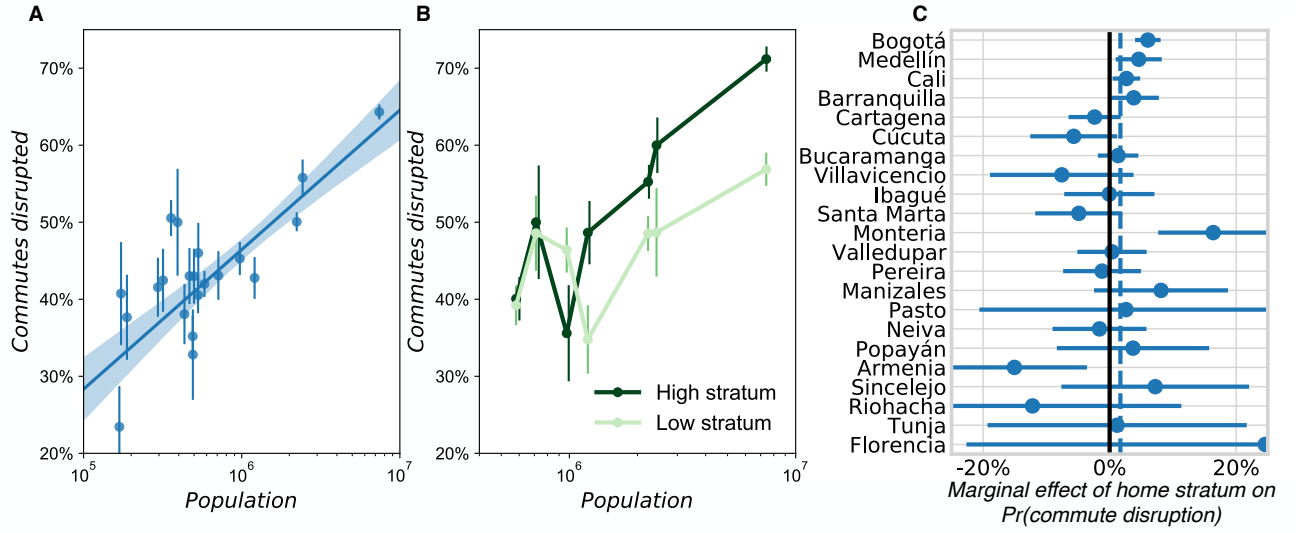 A
Commutes disrupted
70%
60%
50%
40%
30%
20%
10^5
10^6
10^7
Population
B
Commutes disrupted
70%
60%
50%
40%
30%
20%
High stratum
Low stratum
10^6
10^7
Population
C
Bogotá
Medellín
Cali
Barranquilla
Cartagena
Cúcuta
Bucaramanga
Villavicencio
Ibagué
Santa Marta
Monteria
Valledupar
Pereira
Manizales
Pasto
Neiva
Popayán
Armenia
Sincelejo
Riohacha
Tunja
Florencia
-20%
0%
20%
Marginal effect of home stratum on
Pr(commute disruption)